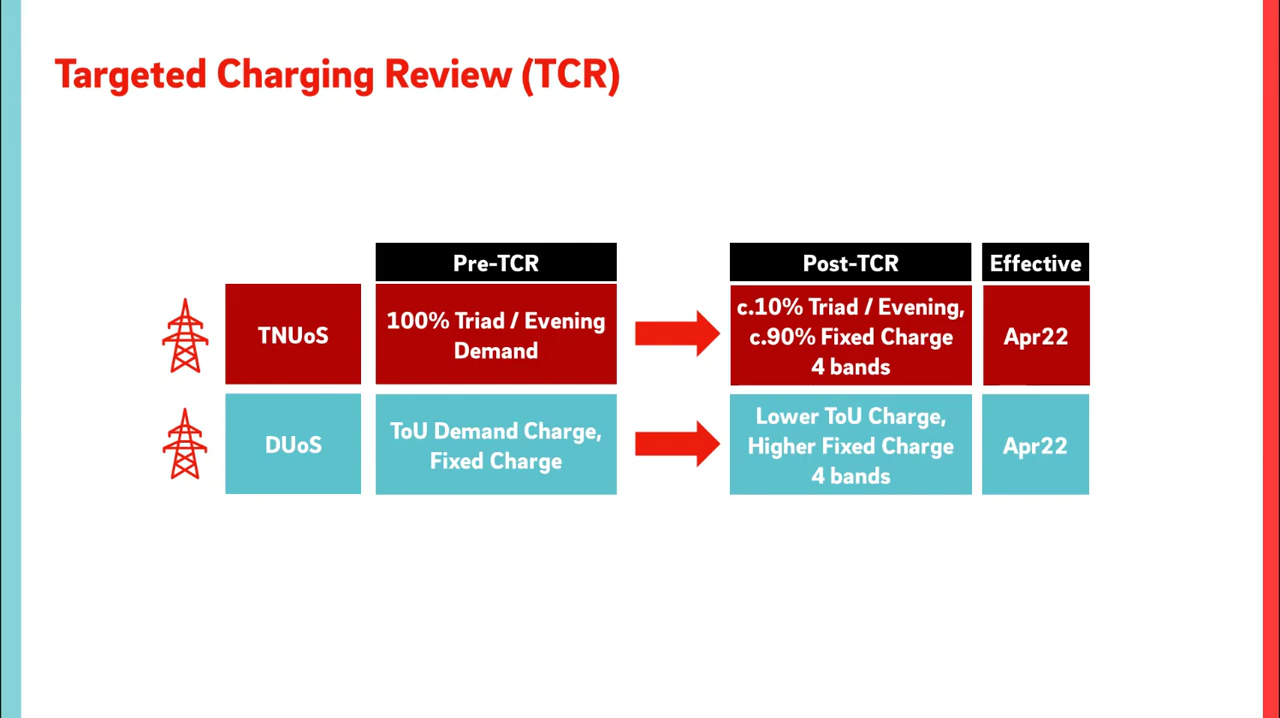 Targeted Charging Review (TCR)
Pre-TCR
Post-TCR
Effective
TNUoS
100% Triad / Evening
Demand
c.10% Triad / Evening,
c.90% Fixed Charge
4 bands
Apr22
DUoS
ToU Demand Charge,
Fixed Charge
Lower ToU Charge,
Higher Fixed Charge
4 bands
Apr22